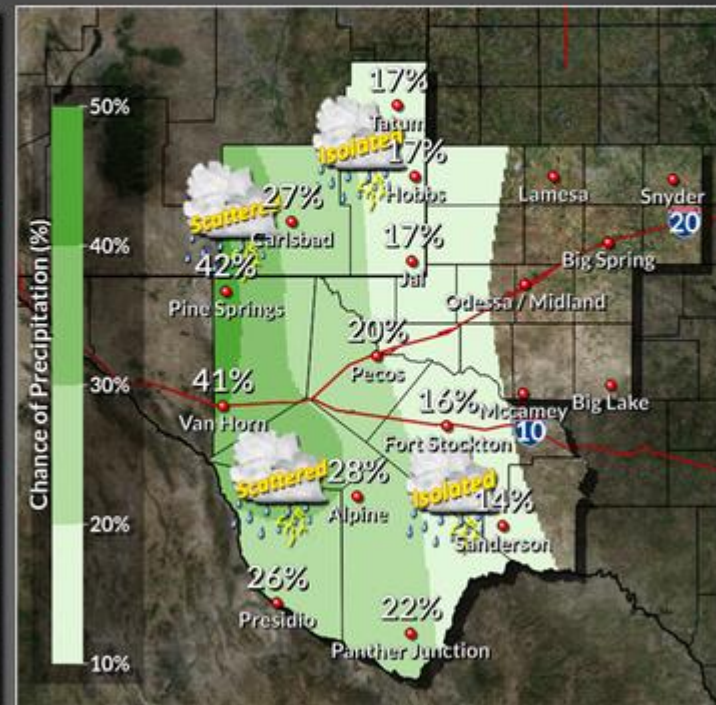 Chance of Precipitation (%)
50%
40%
30%
20%
10%
17%
Tatum
Isolated
17%
Hobbs
Lamesa
Snyder
20
Scattered
27%
Carlsbad
17%
Jal
Big Spring
42%
Pine Springs
Odessa / Midland
20%
Pecos
41%
Van Horn
16%
Fort Stockton
Mccamey
Big Lake
10
Scattered
28%
Alpine
Isolated
14%
Sanderson
26%
Presidio
22%
Panther Junction